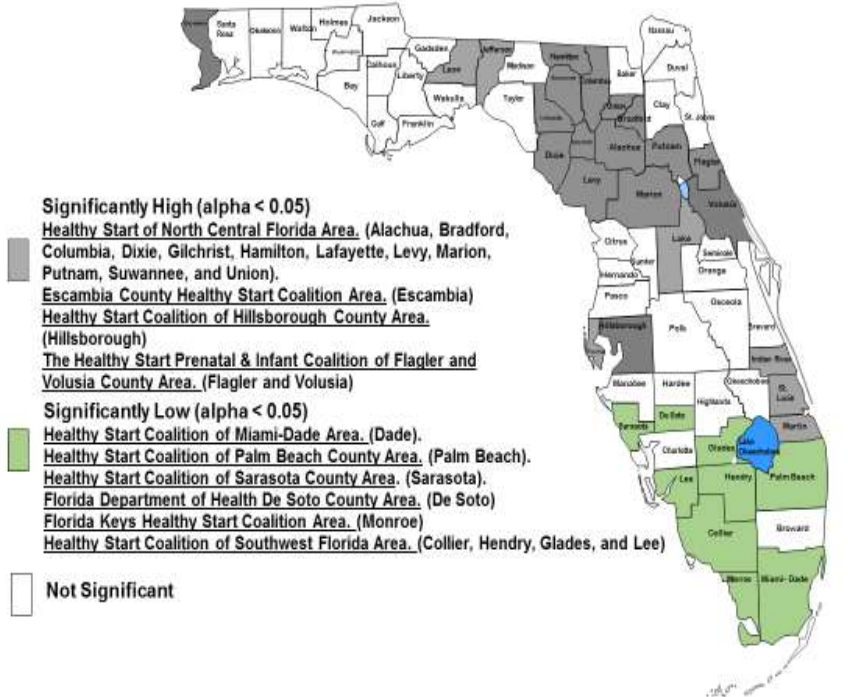 Jackson
Holmes
Santa
Rosa
Okaloosa
Walton
Nassau
Gadsden
Jefferson
Hamilton
Leon
Madison
Baker
Duval
Calhoun
Liberty
Bay
Wakulla
Taylor
Columbia
Union
Clay
Bradford
St. Johns
Gulf
Franklin
Dixie
Alachua
Putnam
Flagler
Levy
Marion
Volusia
Significantly High (alpha < 0.05)
Healthy Start of North Central Florida Area. (Alachua, Bradford,
Columbia, Dixie, Gilchrist, Hamilton, Lafayette, Levy, Marion,
Putnam, Suwannee, and Union).
Escambia County Healthy Start Coalition Area. (Escambia)
Healthy Start Coalition of Hillsborough County Area.
(Hillsborough)
The Healthy Start Prenatal & Infant Coalition of Flagler and
Volusia County Area. (Flagler and Volusia)
Significantly Low (alpha < 0.05)
Healthy Start Coalition of Miami-Dade Area. (Dade).
Healthy Start Coalition of Palm Beach County Area. (Palm Beach).
Healthy Start Coalition of Sarasota County Area. (Sarasota).
Florida Department of Health De Soto County Area. (De Soto)
Florida Keys Healthy Start Coalition Area. (Monroe)
Healthy Start Coalition of Southwest Florida Area. (Collier, Hendry, Glades, and Lee)
Not Significant
Citrus
Lake
Sumter
Seminole
Hernando
Orange
Pasco
Osceola
Hillsborough
Polk
Brevard
Indian River
Manatee
Hardee
Okeechobee
Highlands
St.
Lucie
De Soto
Sarasota
Martin
Charlotte
Glades
Lake
Okeechobee
Lee
Hendry
Palm Beach
Collier
Broward
Miami- Dade